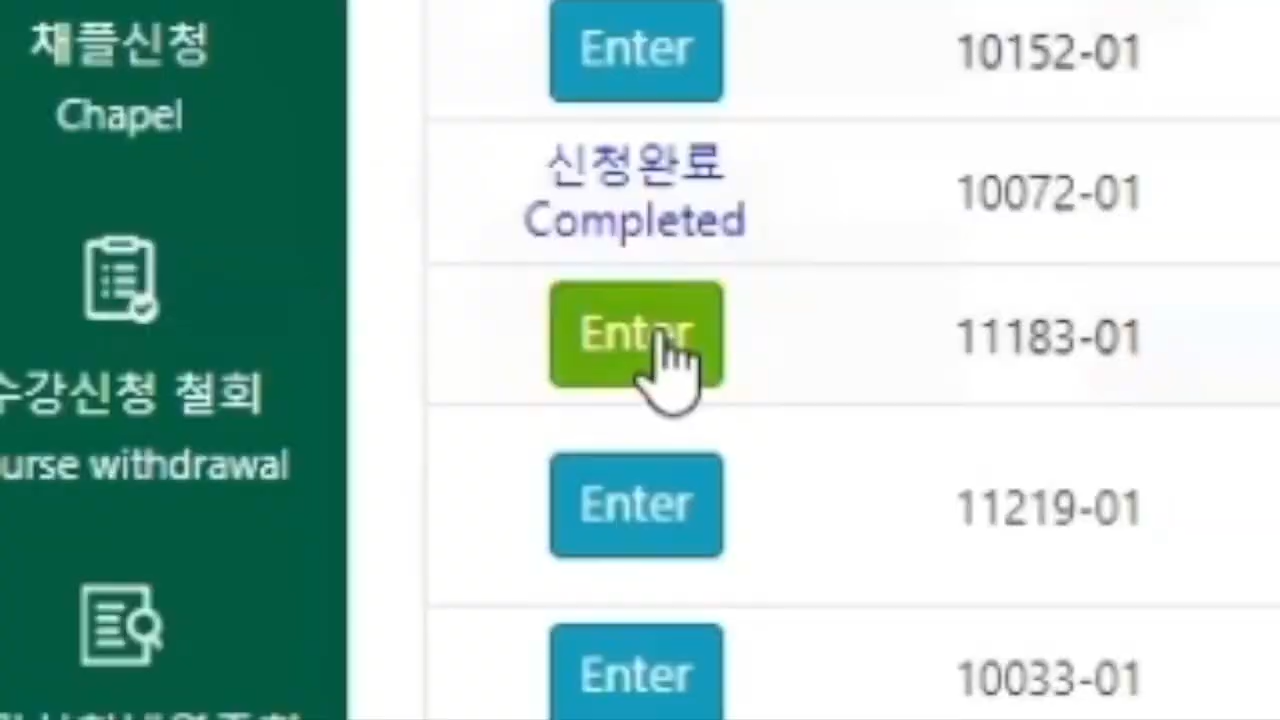 채플신청
Chapel
수강신청 철회
urse withdrawal
Enter
10152-01
신청완료
Completed
10072-01
Enter
11183-01
Enter
11219-01
Enter
10033-01